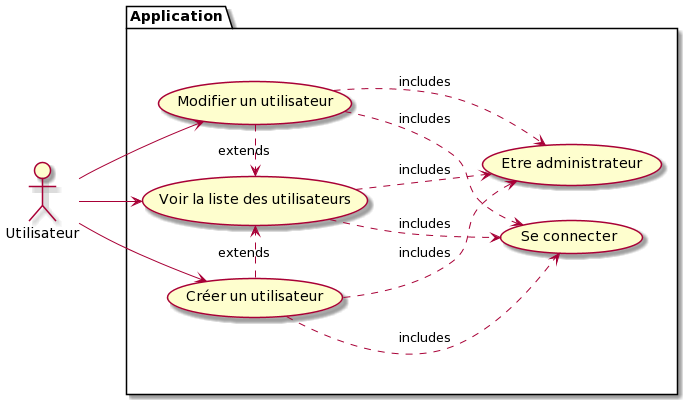 Application
includes
Modifier un utilisateur
includes
extends
Etre administrateur
includes
Voir la liste des utilisateurs
includes
Utilisateur
Se connecter
extends
includes
Créer un utilisateur
includes